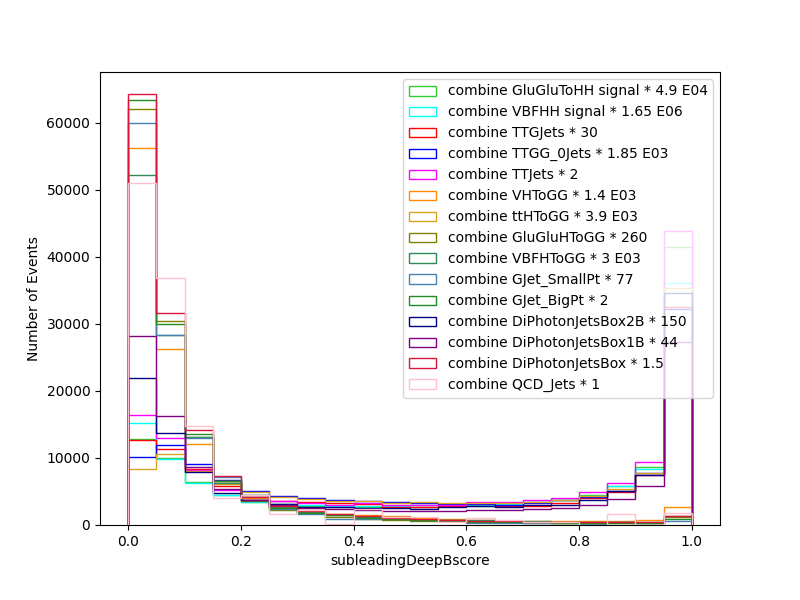 combine GluGluToHH signal * 4.9 E04
combine VBFHH signal * 1.65 E06
combine TTGJets * 30
combine TTGG_0Jets * 1.85 E03
combine TTJets * 2
combine VHToGG * 1.4 E03
combine ttHToGG * 3.9 E03
combine GluGluHToGG * 260
combine VBFHToGG * 3 E03
combine GJet_SmallPt * 77
combine GJet_BigPt * 2
combine DiPhotonJetsBox2B * 150
combine DiPhotonJetsBox1B * 44
combine DiPhotonJetsBox * 1.5
combine QCD_Jets * 1
Number of Events
60000
50000
40000
30000
20000
10000
0
0.0 0.2 0.4 0.6 0.8 1.0
subleadingDeepBscore